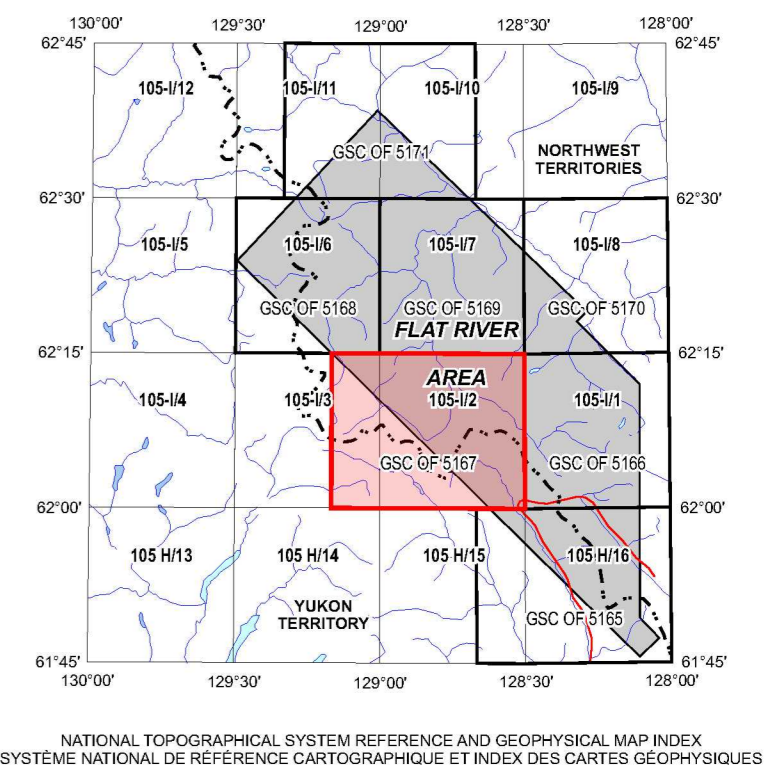 130°00' 129°30' 129°00' 128°30' 128°00'
62°45' 62°45'
105-I/12 105-I/11 105-I/10 105-I/9
GSC OF 5171
NORTHWEST
TERRITORIES
62°30' 62°30'
105-I/5 105-I/6 105-I/7 105-I/8
GSC OF 5168 GSC OF 5169 GSC OF 5170
FLAT RIVER
62°15' 62°15'
AREA
105-I/4 105-I/3 105-I/2 105-I/1
GSC OF 5167 GSC OF 5166
62°00' 62°00'
105 H/13 105 H/14 105 H/15 105 H/16
YUKON
TERRITORY
GSC OF 5165
61°45' 61°45'
130°00' 129°30' 129°00' 128°30' 128°00'
NATIONAL TOPOGRAPHICAL SYSTEM REFERENCE AND GEOPHYSICAL MAP INDEX
SYSTÈME NATIONAL DE RÉFÉRENCE CARTOGRAPHIQUE ET INDEX DES CARTES GÉOPHYSIQUES